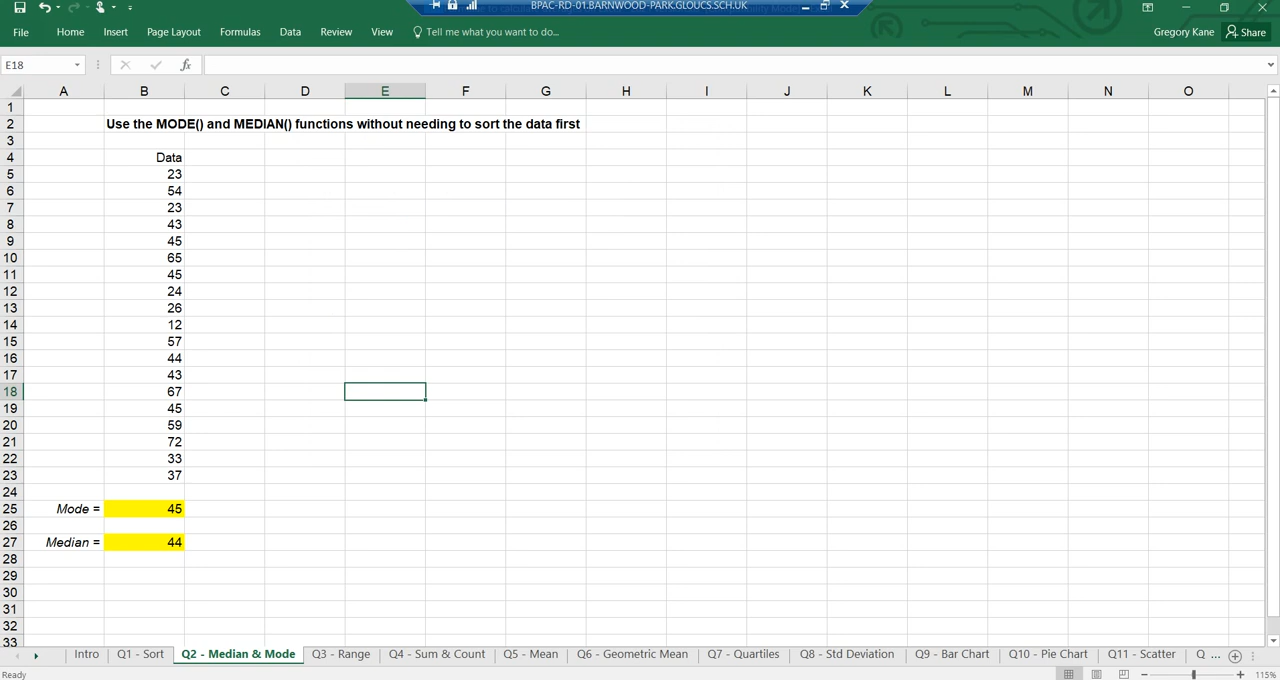 BPAC-RD-01.BARNWOOD-PARK.GLOUCS.SCH.UK
File Home Insert Page Layout Formulas Data Review View Tell me what you want to do... Gregory Kane Share
E18 fx
A B C D E F G H I J K L M N O
1
2 Use the MODE() and MEDIAN() functions without needing to sort the data first
3
4 Data
5 23
6 54
7 23
8 43
9 45
10 65
11 45
12 24
13 26
14 12
15 57
16 44
17 43
18 67
19 45
20 59
21 72
22 33
23 37
24
25 Mode = 45
26
27 Median = 44
28
29
30
31
32
33
Intro Q1 - Sort Q2 - Median & Mode Q3 - Range Q4 - Sum & Count Q5 - Mean Q6 - Geometric Mean Q7 - Quartiles Q8 - Std Deviation Q9 - Bar Chart Q10 - Pie Chart Q11 - Scatter Q ...
Ready 115%